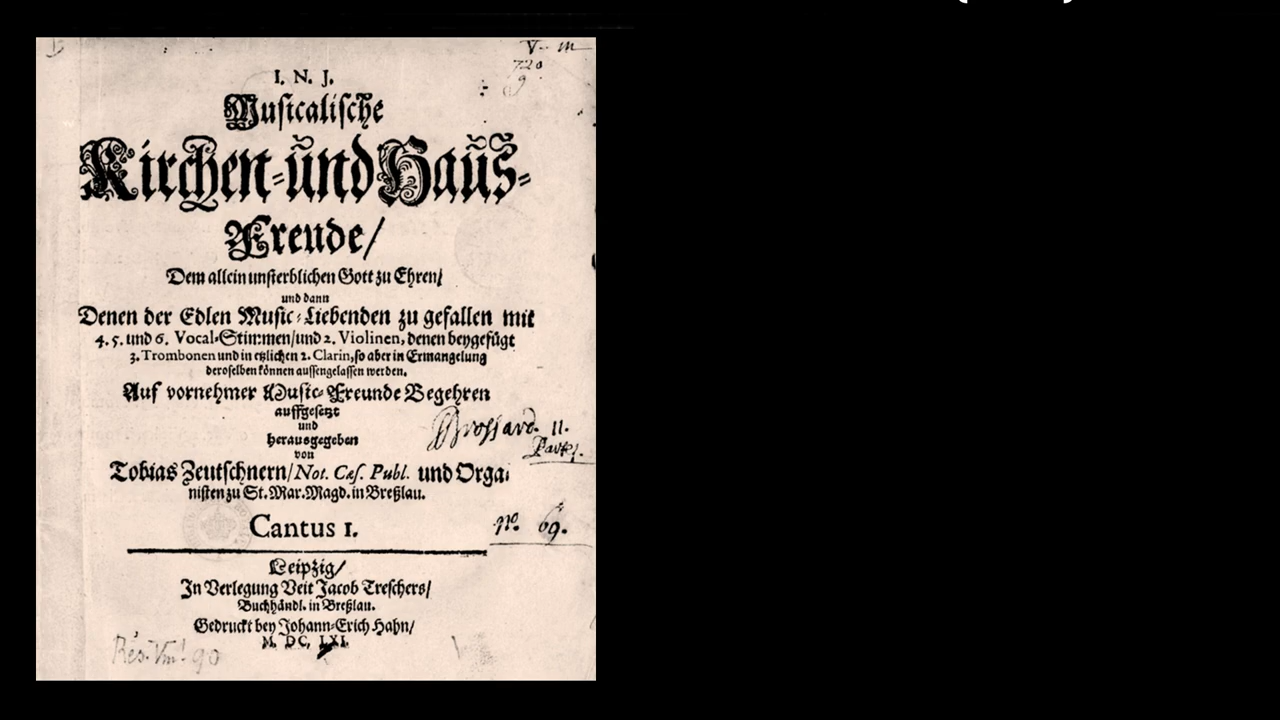 V. m
720
9
I. N. J.
Musicalische
Kirchen-und Hauß-
Freude/
Dem allein unsterblichen Gott zu Ehren/
und dann
Denen der Edlen Music-Liebenden zu gefallen mit
4. 5. und 6. Vocal-Stimmen/und 2. Violinen, denen beygefügt
3. Trombonen und in etzlichen 2. Clarin, so aber in Ermangelung
deroselben können aussengelassen werden.
Auf vornehmer Music-Freunde Begehren
auffgesetzt
und
herausgegeben
von
Brossard. II.
Part.
Tobias Zeutschnern/Not. Cæs. Publ. und Orga-
nisten zu St. Mar. Magd. in Breßlau.
Cantus I.
no. 69.
Leipzig/
In Verlegung Veit Jacob Treschers/
Buchhändl. in Breßlau.
Gedruckt bey Johann-Erich Hahn/
M. DC. LXI.
Rés. Vm1 90